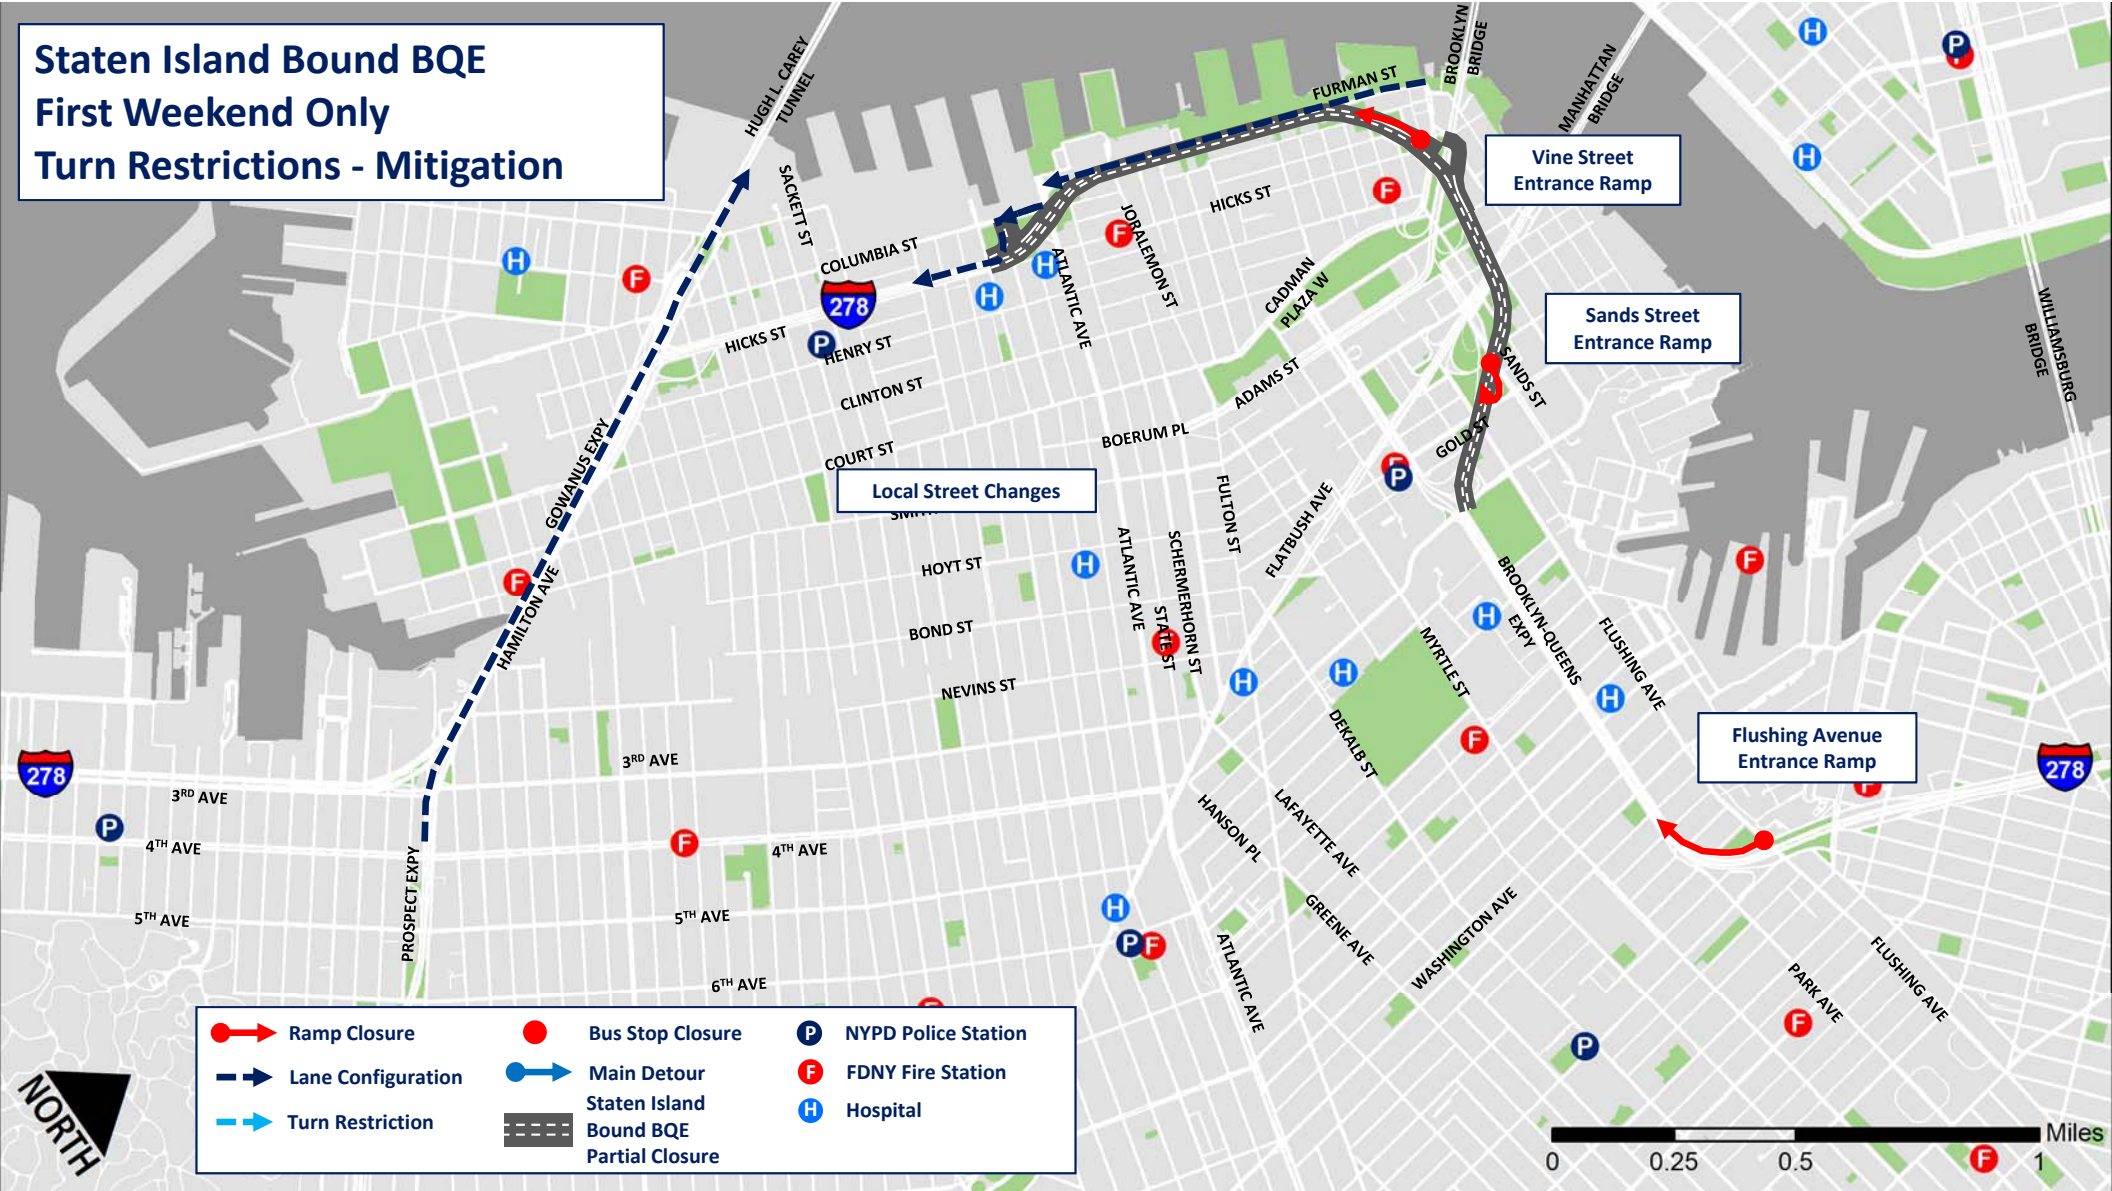 Staten Island Bound BQE
First Weekend Only
Turn Restrictions - Mitigation
HUGH L. CAREY
TUNNEL
BROOKLYN
BRIDGE
MANHATTAN
BRIDGE
WILLIAMSBURG
BRIDGE
FURMAN ST
Vine Street
Entrance Ramp
SACKETT ST
COLUMBIA ST
HICKS ST
JORALEMON ST
ATLANTIC AVE
CADMAN
PLAZA W
278
HICKS ST
HENRY ST
CLINTON ST
COURT ST
BOERUM PL
ADAMS ST
Sands Street
Entrance Ramp
SANDS ST
GOLD ST
Local Street Changes
SMITH
HOYT ST
BOND ST
NEVINS ST
ATLANTIC AVE
STATE ST
SCHERMERHORN ST
FULTON ST
FLATBUSH AVE
GOWANUS EXPY
HAMILTON AVE
BROOKLYN-QUEENS
EXPY
FLUSHING AVE
MYRTLE ST
DEKALB ST
Flushing Avenue
Entrance Ramp
278
278
3RD AVE
3RD AVE
4TH AVE
4TH AVE
5TH AVE
5TH AVE
6TH AVE
PROSPECT EXPY
HANSON PL
LAFAYETTE AVE
GREENE AVE
WASHINGTON AVE
ATLANTIC AVE
PARK AVE
FLUSHING AVE
H
H
H
H
H
H
H
H
H
H
H
F
F
F
F
F
F
F
F
F
F
F
F
P
P
P
P
P
P
Ramp Closure
Lane Configuration
Turn Restriction
Bus Stop Closure
Main Detour
Staten Island
Bound BQE
Partial Closure
P NYPD Police Station
F FDNY Fire Station
H Hospital
NORTH
Miles
0 0.25 0.5 1